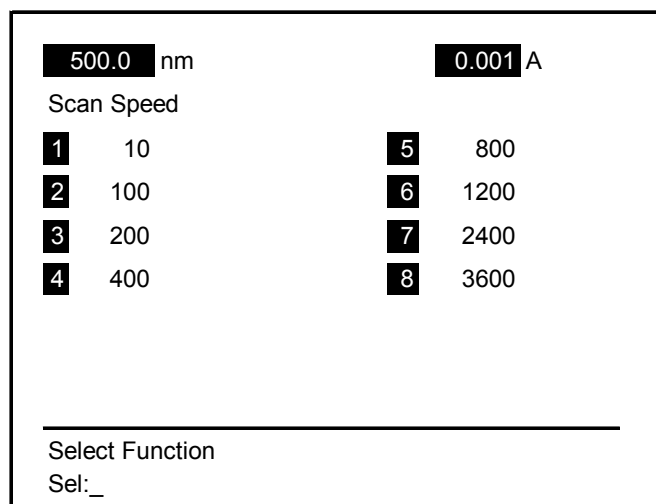 500.0 nm 0.001 A
Scan Speed
1 10 5 800
2 100 6 1200
3 200 7 2400
4 400 8 3600
Select Function
Sel:_